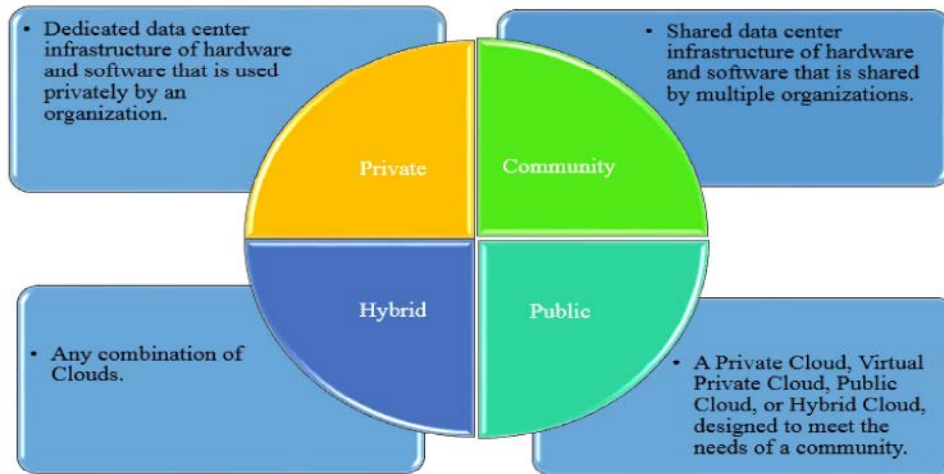 • Dedicated data center
infrastructure of hardware
and software that is used
privately by an
organization.
• Shared data center
infrastructure of hardware
and software that is shared
by multiple organizations.
Private
Community
Hybrid
Public
• Any combination of
Clouds.
• A Private Cloud, Virtual
Private Cloud, Public
Cloud, or Hybrid Cloud,
designed to meet the
needs of a community.